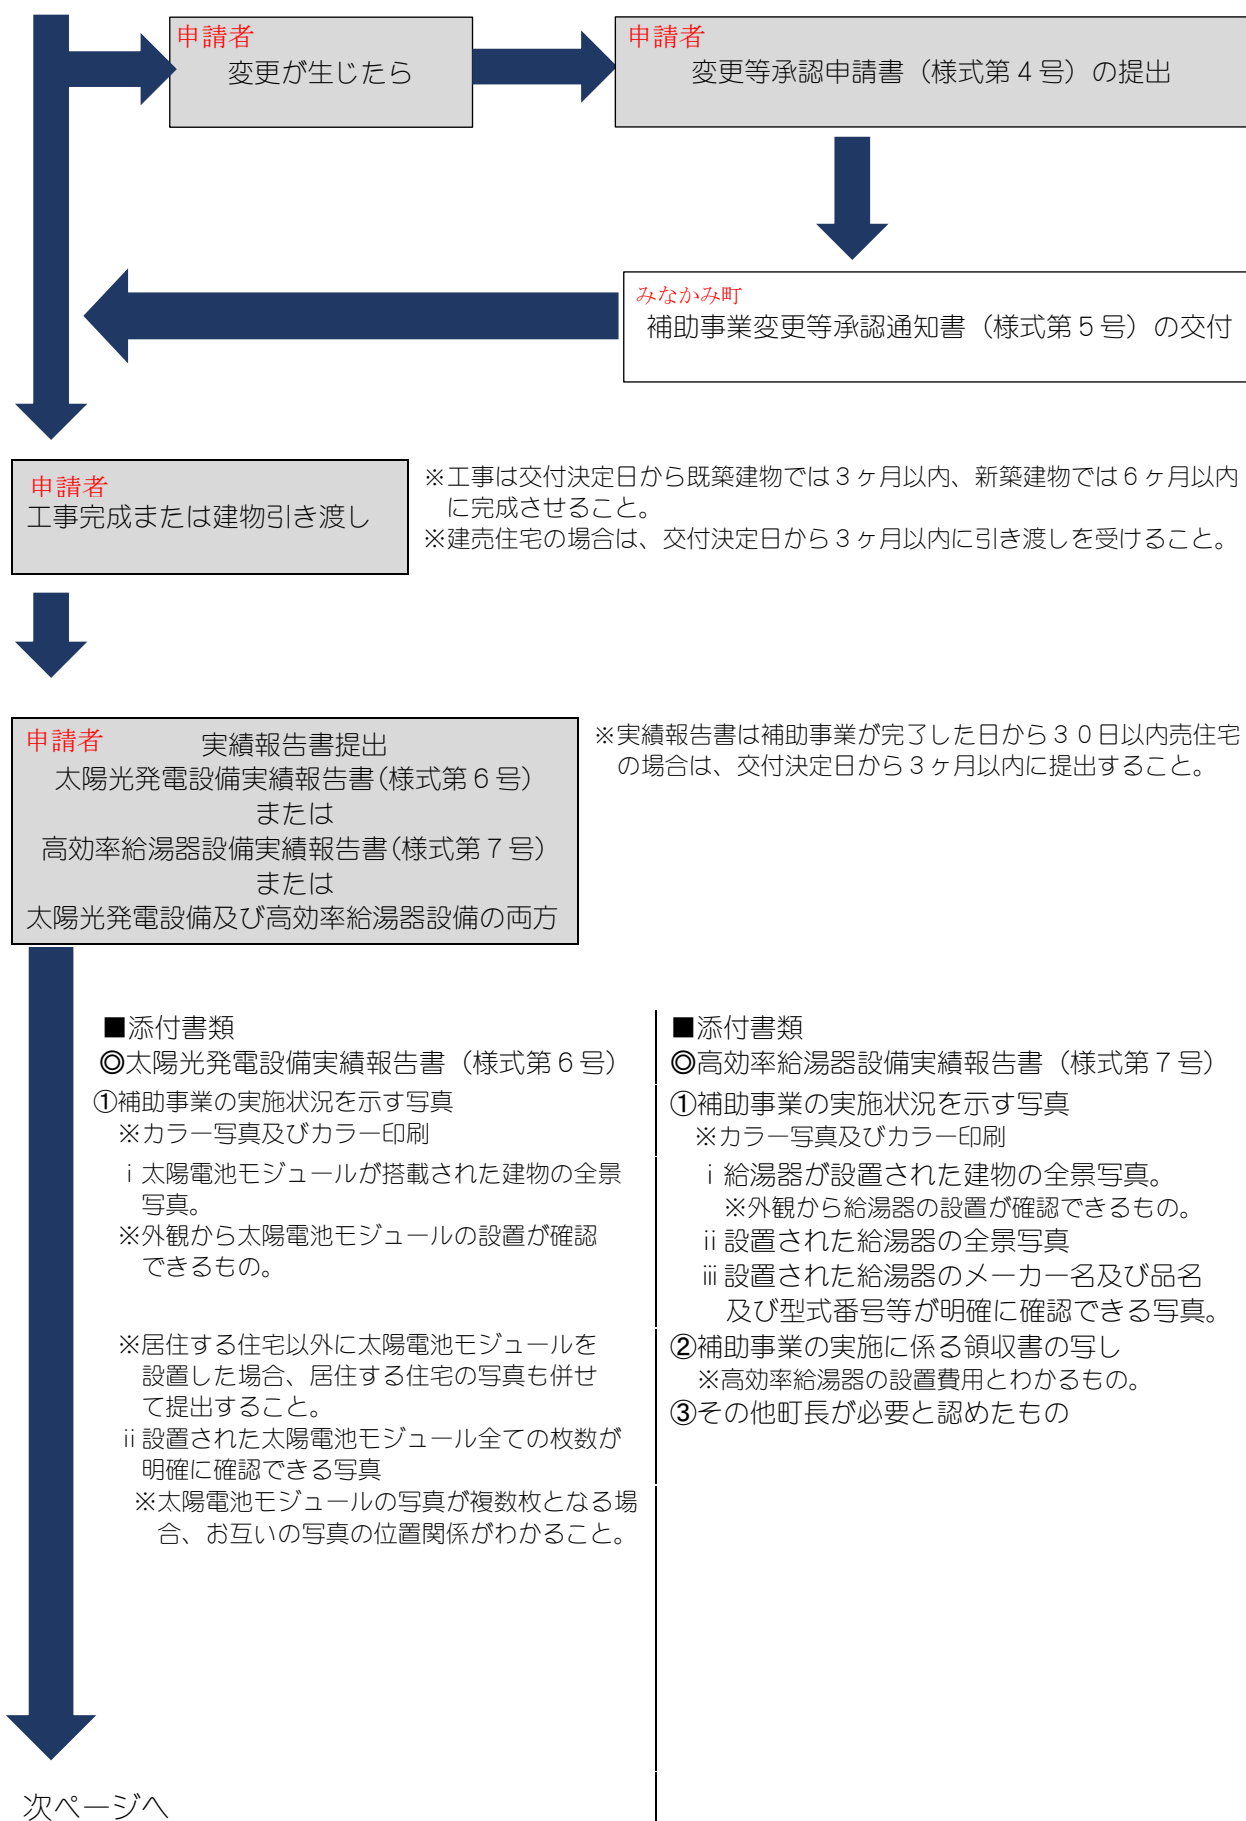 申請者
変更が生じたら
申請者
変更等承認申請書（様式第４号）の提出
みなかみ町
補助事業変更等承認通知書（様式第５号）の交付
申請者
工事完成または建物引き渡し
※工事は交付決定日から既築建物では３ヶ月以内、新築建物では６ヶ月以内
に完成させること。
※建売住宅の場合は、交付決定日から３ヶ月以内に引き渡しを受けること。
申請者 実績報告書提出
太陽光発電設備実績報告書(様式第６号)
または
高効率給湯器設備実績報告書(様式第７号)
または
太陽光発電設備及び高効率給湯器設備の両方
※実績報告書は補助事業が完了した日から３０日以内売住宅
の場合は、交付決定日から３ヶ月以内に提出すること。
■添付書類
◎太陽光発電設備実績報告書（様式第６号）
①補助事業の実施状況を示す写真
※カラー写真及びカラー印刷
ⅰ太陽電池モジュールが搭載された建物の全景
写真。
※外観から太陽電池モジュールの設置が確認
できるもの。
※居住する住宅以外に太陽電池モジュールを
設置した場合、居住する住宅の写真も併せ
て提出すること。
ⅱ設置された太陽電池モジュール全ての枚数が
明確に確認できる写真
※太陽電池モジュールの写真が複数枚となる場
合、お互いの写真の位置関係がわかること。
■添付書類
◎高効率給湯器設備実績報告書（様式第７号）
①補助事業の実施状況を示す写真
※カラー写真及びカラー印刷
ⅰ給湯器が設置された建物の全景写真。
※外観から給湯器の設置が確認できるもの。
ⅱ設置された給湯器の全景写真
ⅲ設置された給湯器のメーカー名及び品名
及び型式番号等が明確に確認できる写真。
②補助事業の実施に係る領収書の写し
※高効率給湯器の設置費用とわかるもの。
③その他町長が必要と認めたもの
次ページへ